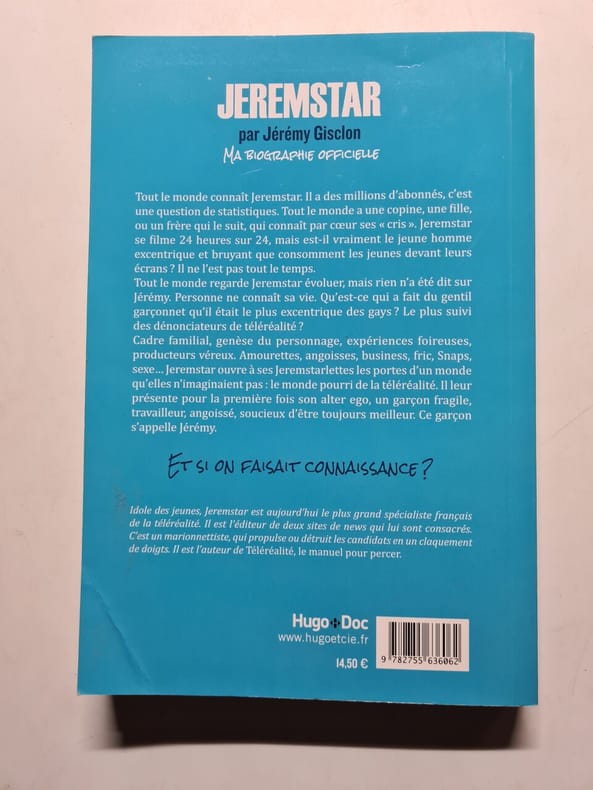 JEREMSTAR
par Jérémy Gisclon
MA BIOGRAPHIE OFFICIELLE
Tout le monde connaît Jeremstar. Il a des millions d'abonnés, c'est
une question de statistiques. Tout le monde a une copine, une fille,
ou un frère qui le suit, qui connaît par cœur ses « cris ». Jeremstar
se filme 24 heures sur 24, mais est-il vraiment le jeune homme
excentrique et bruyant que consomment les jeunes devant leurs
écrans ? Il ne l'est pas tout le temps.
Tout le monde regarde Jeremstar évoluer, mais rien n'a été dit sur
Jérémy. Personne ne connaît sa vie. Qu'est-ce qui a fait du gentil
garçonnet qu'il était le plus excentrique des gays ? Le plus suivi
des dénonciateurs de téléréalité ?
Cadre familial, genèse du personnage, expériences foireuses,
producteurs véreux. Amourettes, angoisses, business, fric, Snaps,
sexe... Jeremstar ouvre à ses Jeremstarlettes les portes d'un monde
qu'elles n'imaginaient pas : le monde pourri de la téléréalité. Il leur
présente pour la première fois son alter ego, un garçon fragile,
travailleur, angoissé, soucieux d'être toujours meilleur. Ce garçon
s'appelle Jérémy.
ET SI ON FAISAIT CONNAISSANCE ?
Idole des jeunes, Jeremstar est aujourd'hui le plus grand spécialiste français
de la téléréalité. Il est l'éditeur de deux sites de news qui lui sont consacrés.
C'est un marionnettiste, qui propulse ou détruit les candidats en un claquement
de doigts. Il est l'auteur de Téléréalité, le manuel pour percer.
Hugo Doc
www.hugoetcie.fr
14,50 €
9 782755 636062